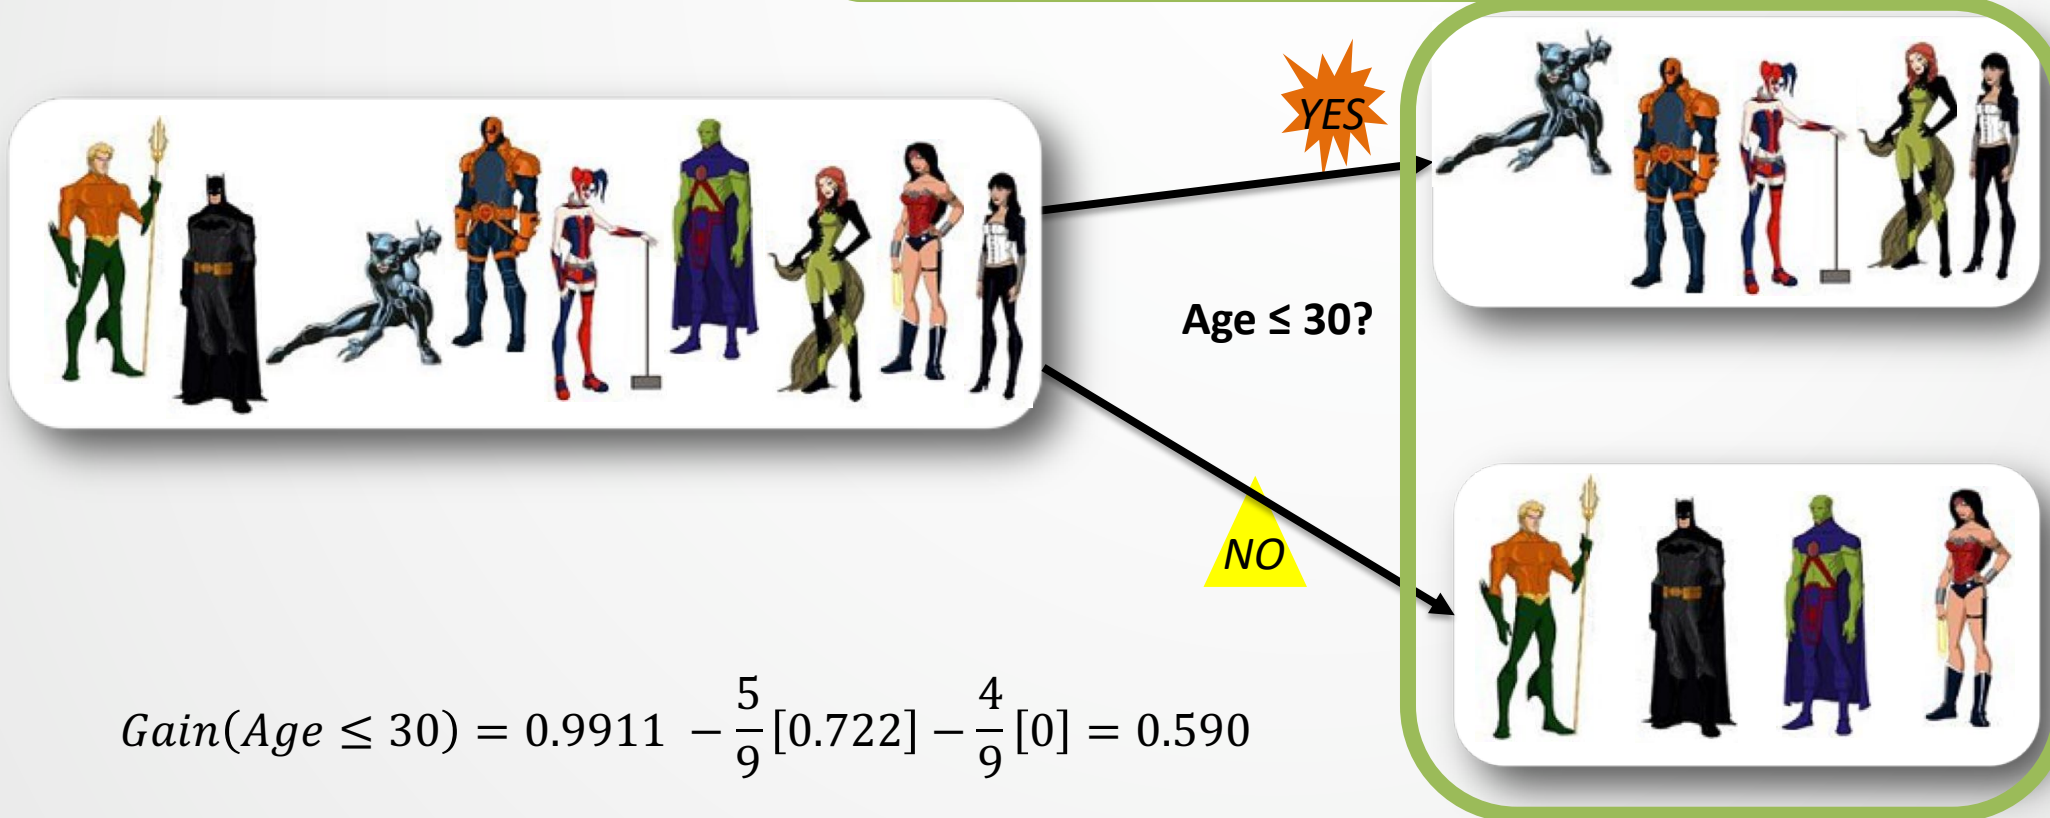 YES
Age ≤ 30?
NO
Gain(Age ≤ 30) = 0.9911 − 5/9 [0.722] − 4/9 [0] = 0.590